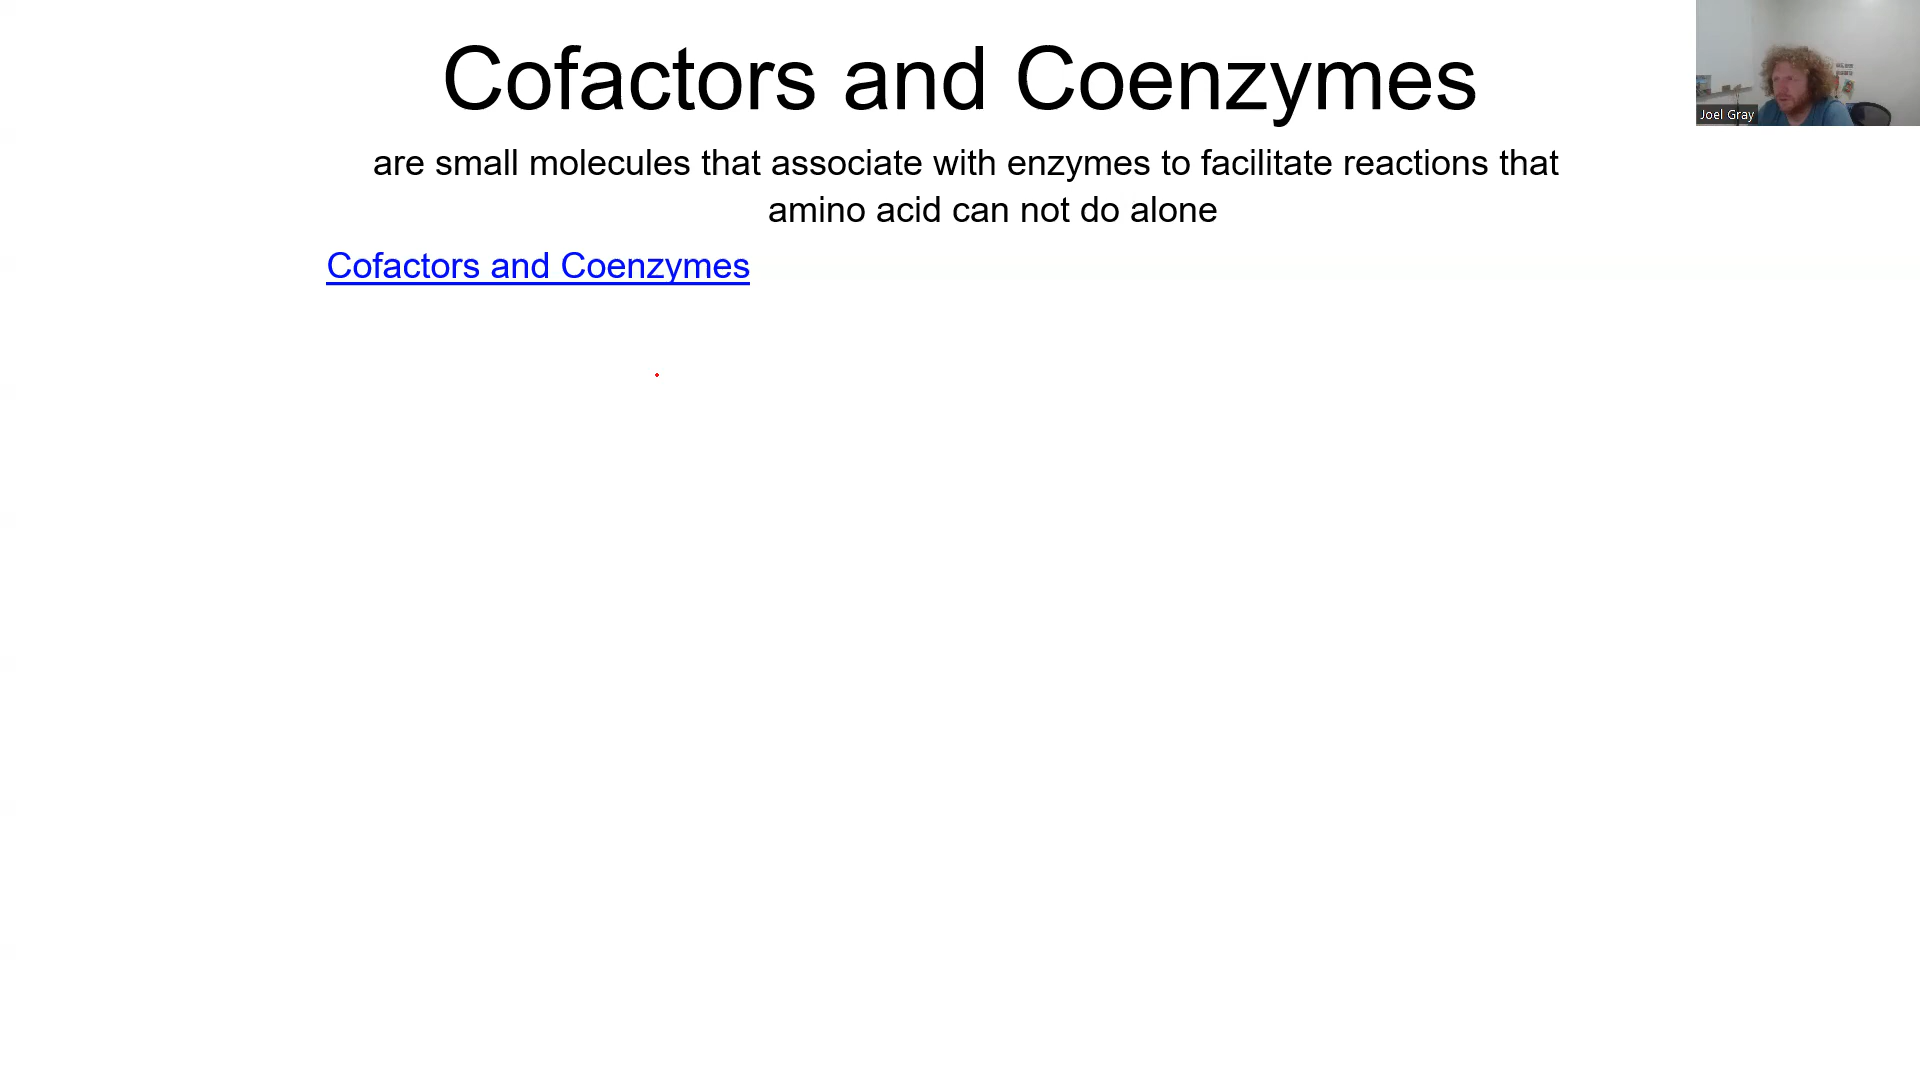 Cofactors and Coenzymes
Joel Gray
are small molecules that associate with enzymes to facilitate reactions that
amino acid can not do alone
Cofactors and Coenzymes